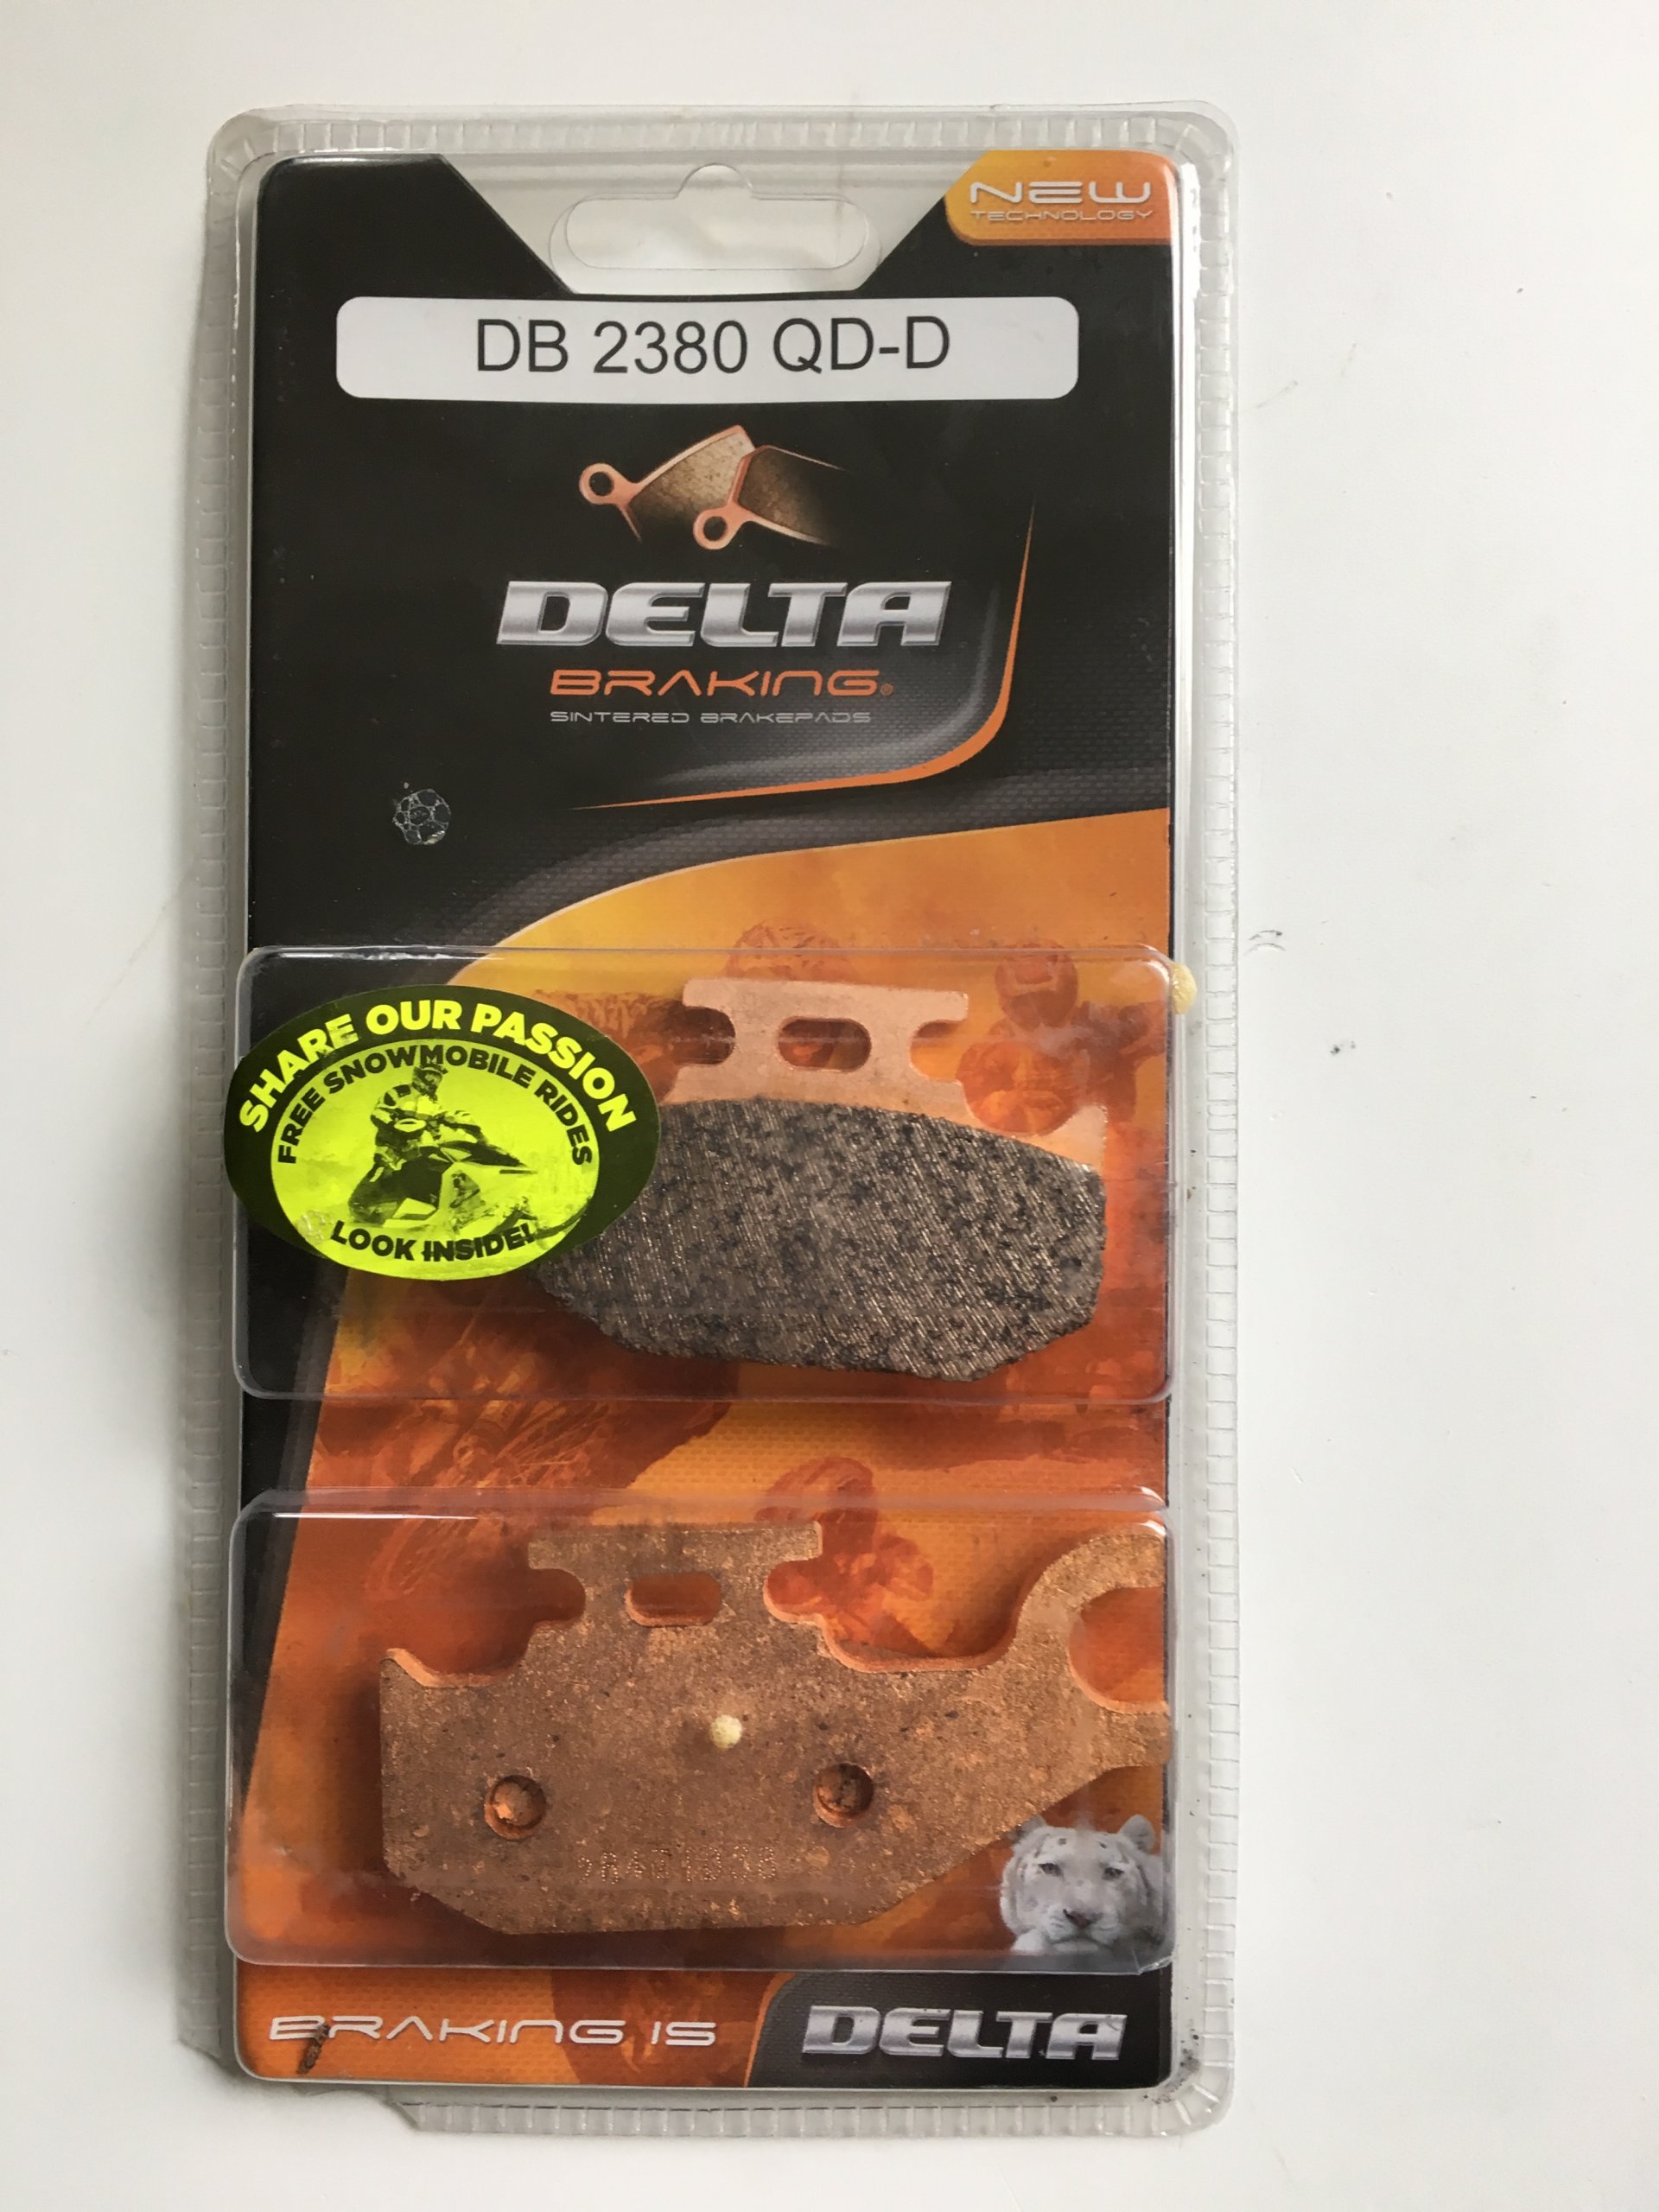 NEW
TECHNOLOGY
DB 2380 QD-D
DELTA
BRAKING®
SINTERED BRAKEPADS
SHARE OUR PASSION
FREE SNOWMOBILE RIDES
LOOK INSIDE!
BRAKING IS
DELTA